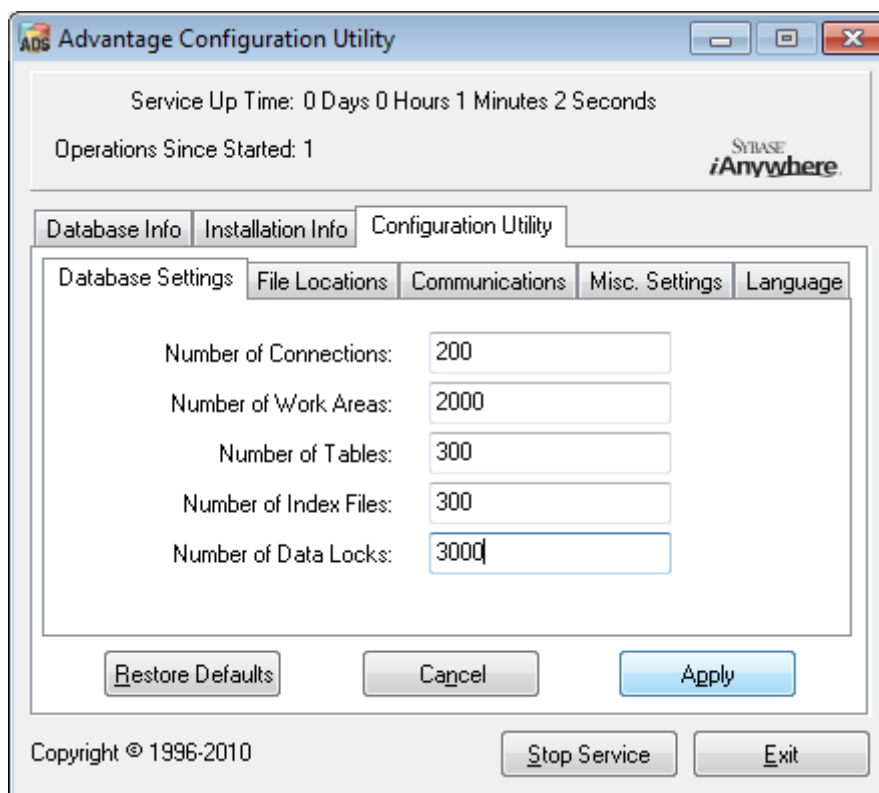 ADS Advantage Configuration Utility
Service Up Time: 0 Days 0 Hours 1 Minutes 2 Seconds
Operations Since Started: 1
SYBASE
iAnywhere.
Database Info Installation Info Configuration Utility
Database Settings File Locations Communications Misc. Settings Language
Number of Connections: 200
Number of Work Areas: 2000
Number of Tables: 300
Number of Index Files: 300
Number of Data Locks: 3000
Restore Defaults Cancel Apply
Copyright © 1996-2010 Stop Service Exit